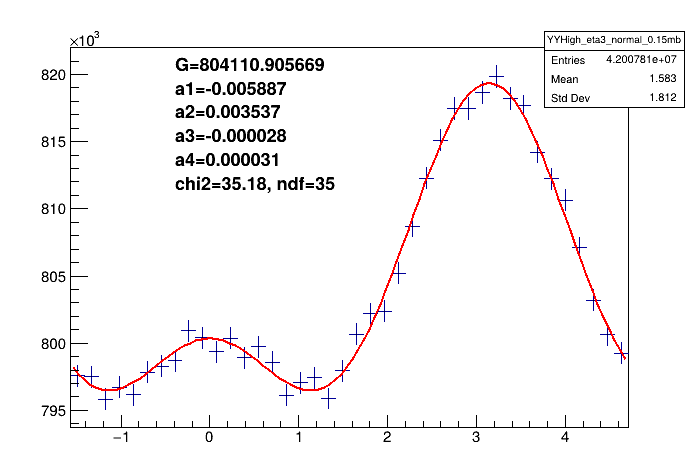 ×10³
YYHigh_eta3_normal_0.15mb
Entries 4.200781e+07
Mean 1.583
Std Dev 1.812
G=804110.905669
a1=-0.005887
a2=0.003537
a3=-0.000028
a4=0.000031
chi2=35.18, ndf=35
820
815
810
805
800
795
−1 0 1 2 3 4